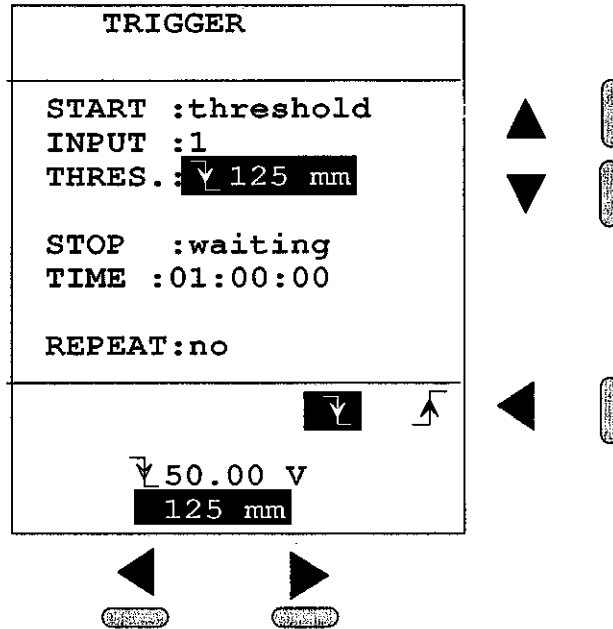 TRIGGER
START :threshold
INPUT :1
THRES.: 125 mm
STOP :waiting
TIME :01:00:00
REPEAT:no
50.00 V
125 mm